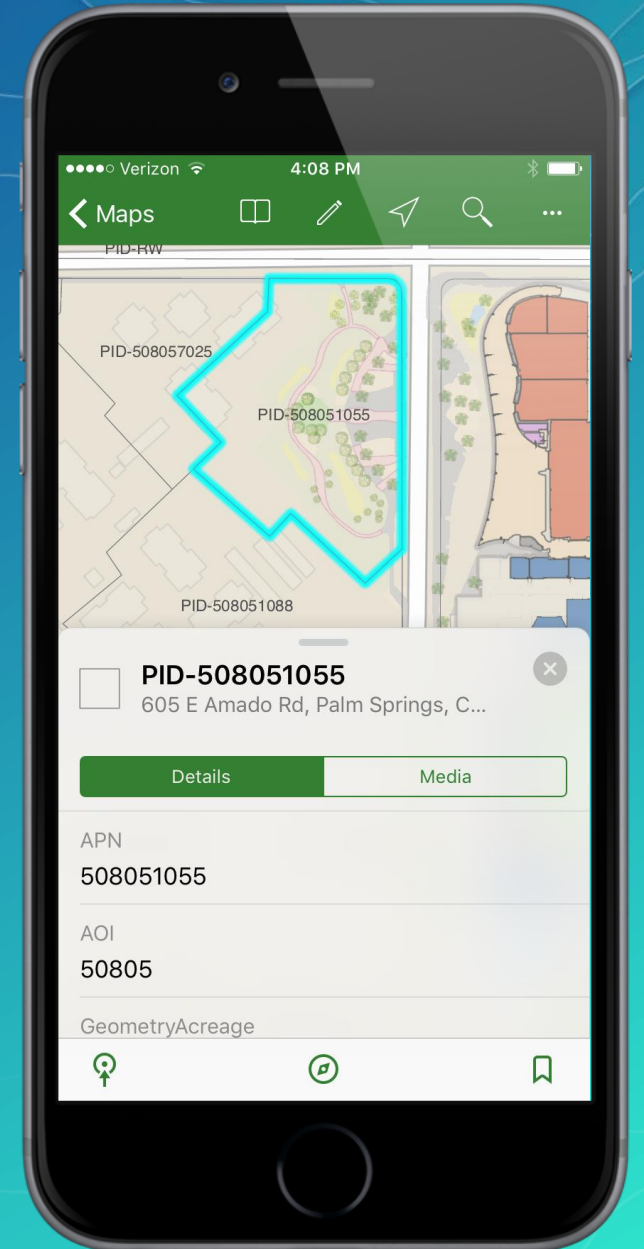 Verizon 4:08 PM
Maps
PID-RW
PID-508057025
PID-508051055
PID-508051088
PID-508051055
605 E Amado Rd, Palm Springs, C...
Details Media
APN
508051055
AOI
50805
GeometryAcreage